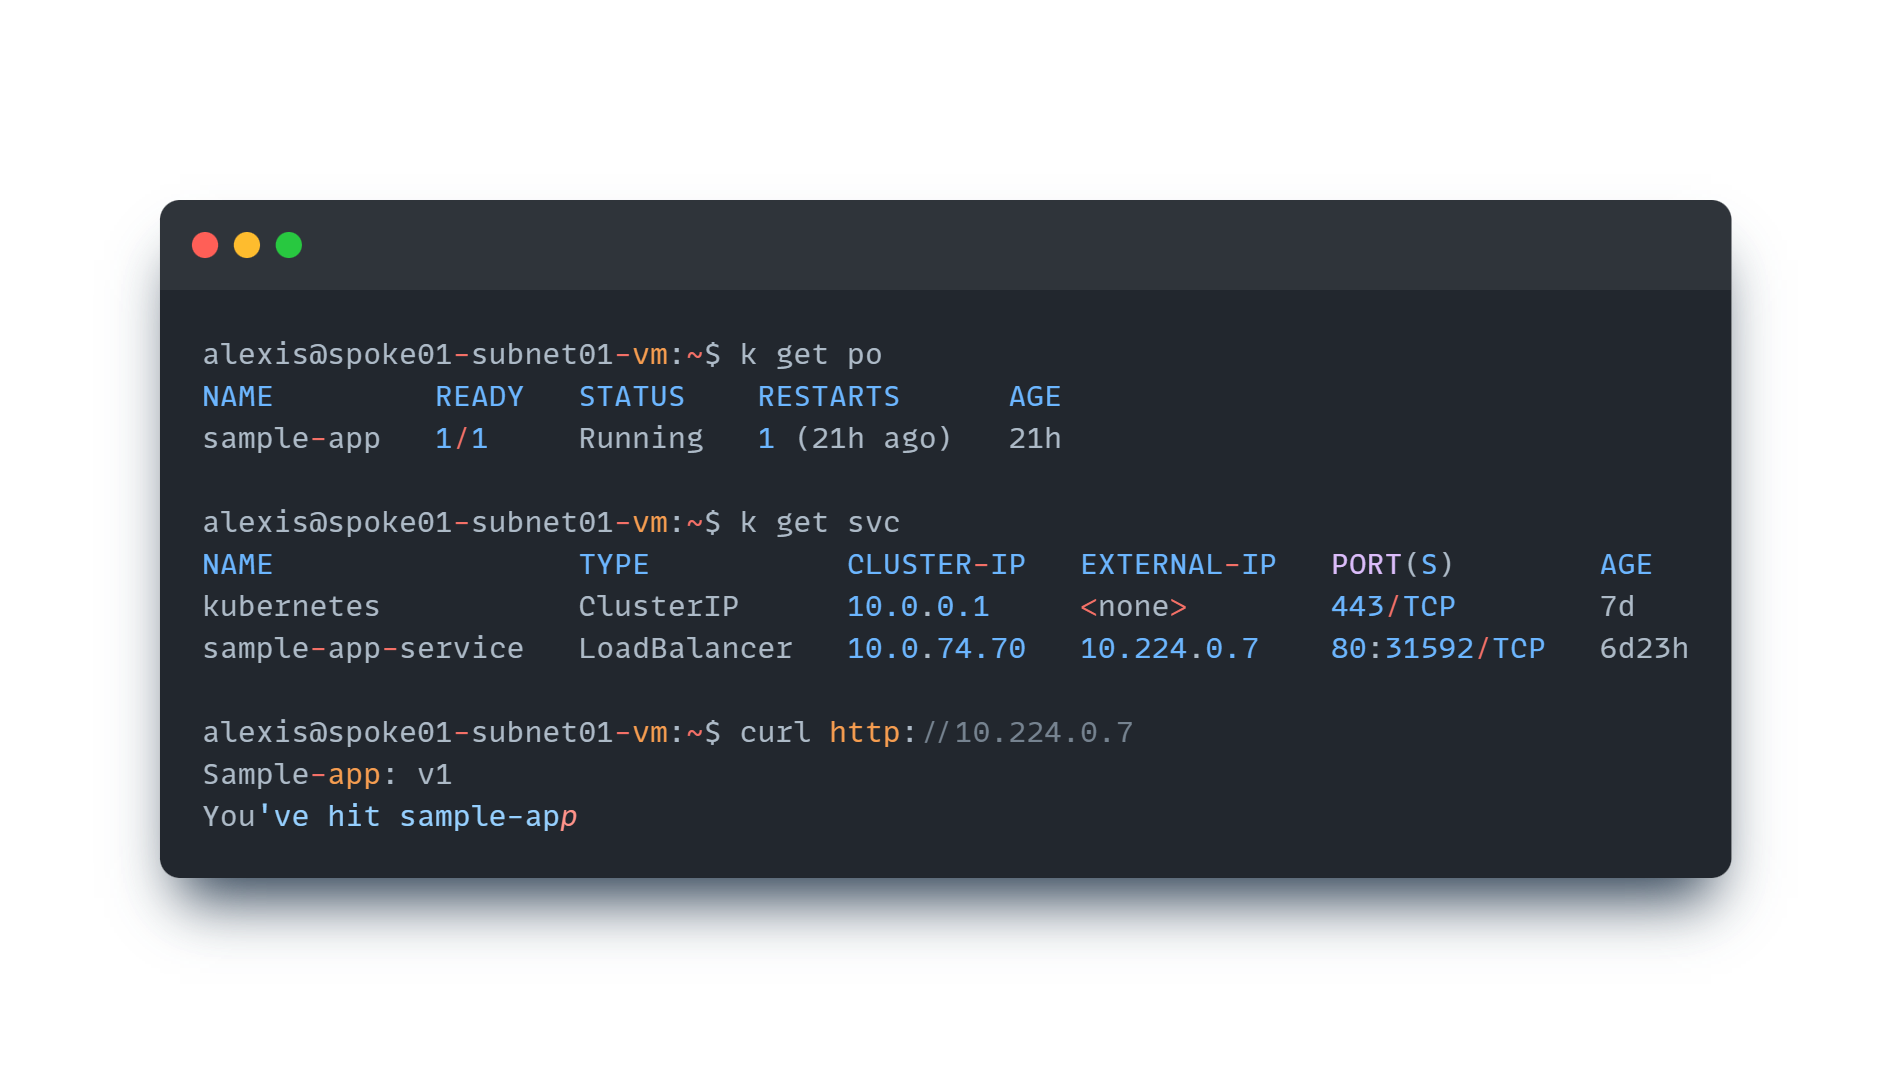 alexis@spoke01-subnet01-vm:~$ k get po
NAME         READY   STATUS    RESTARTS      AGE
sample-app   1/1     Running   1 (21h ago)   21h
alexis@spoke01-subnet01-vm:~$ k get svc
NAME                 TYPE           CLUSTER-IP   EXTERNAL-IP   PORT(S)        AGE
kubernetes           ClusterIP      10.0.0.1     <none>        443/TCP        7d
sample-app-service   LoadBalancer   10.0.74.70   10.224.0.7    80:31592/TCP   6d23h
alexis@spoke01-subnet01-vm:~$ curl http://10.224.0.7
Sample-app: v1
You've hit sample-app